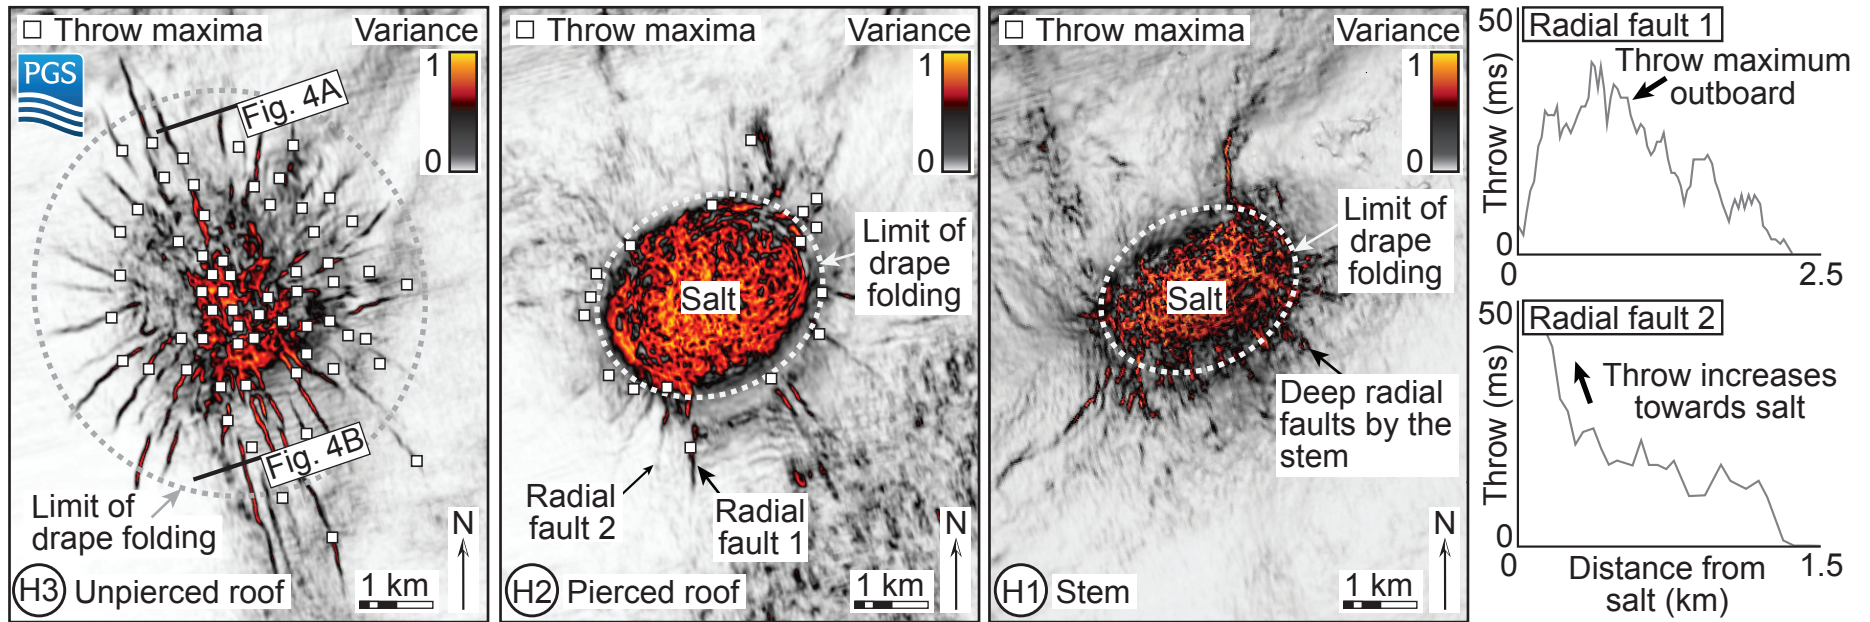 Throw maxima
Variance
1
0
PGS
Fig. 4A
Fig. 4B
Limit of
drape folding
N
H3 Unpierced roof
1 km
Throw maxima
Variance
1
0
Limit of
drape
folding
Salt
Radial
fault 2
Radial
fault 1
N
H2 Pierced roof
1 km
Throw maxima
Variance
1
0
Limit of
drape
folding
Salt
Deep radial
faults by the
stem
N
H1 Stem
1 km
50
Radial fault 1
Throw maximum
outboard
Throw (ms)
0
0
2.5
50
Radial fault 2
Throw increases
towards salt
Throw (ms)
0
0
1.5
Distance from
salt (km)